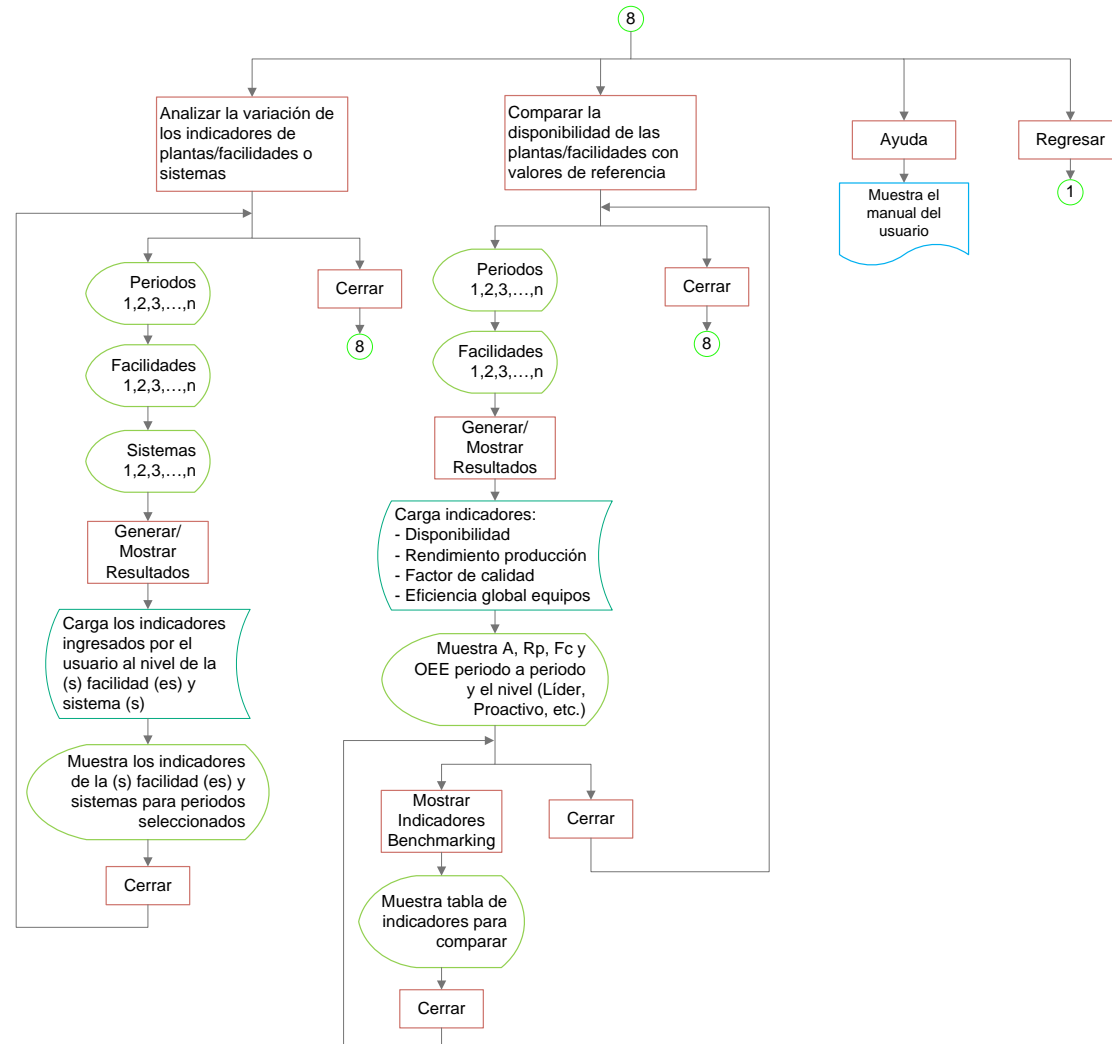 8
Analizar la variación de
los indicadores de
plantas/facilidades o
sistemas
Comparar la
disponibilidad de las
plantas/facilidades con
valores de referencia
Ayuda
Regresar
Muestra el
manual del
usuario
1
Periodos
1,2,3,…,n
Cerrar
8
Facilidades
1,2,3,…,n
Sistemas
1,2,3,…,n
Generar/
Mostrar
Resultados
Carga los indicadores
ingresados por el
usuario al nivel de la
(s) facilidad (es) y
sistema (s)
Muestra los indicadores
de la (s) facilidad (es) y
sistemas para periodos
seleccionados
Cerrar
Periodos
1,2,3,…,n
Cerrar
8
Facilidades
1,2,3,…,n
Generar/
Mostrar
Resultados
Carga indicadores:
- Disponibilidad
- Rendimiento producción
- Factor de calidad
- Eficiencia global equipos
Muestra A, Rp, Fc y
OEE periodo a periodo
y el nivel (Líder,
Proactivo, etc.)
Mostrar
Indicadores
Benchmarking
Cerrar
Muestra tabla de
indicadores para
comparar
Cerrar